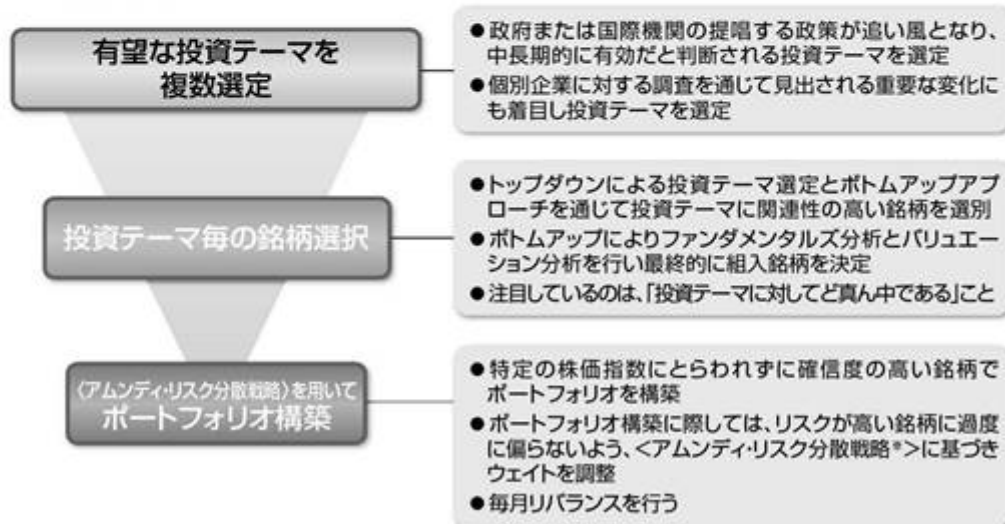 有望な投資テーマを
複数選定
●政府または国際機関の提唱する政策が追い風となり、
中長期的に有効だと判断される投資テーマを選定
●個別企業に対する調査を通じて見出される重要な変化に
も着目し投資テーマを選定
投資テーマ毎の銘柄選択
●トップダウンによる投資テーマ選定とボトムアップアプ
ローチを通じて投資テーマに関連性の高い銘柄を選別
●ボトムアップによりファンダメンタルズ分析とバリュエー
ション分析を行い最終的に組入銘柄を決定
●注目しているのは、「投資テーマに対してど真ん中である」こと
〈アムンディ・リスク分散戦略〉を用いて
ポートフォリオ構築
●特定の株価指数にとらわれずに確信度の高い銘柄で
ポートフォリオを構築
●ポートフォリオ構築に際しては、リスクが高い銘柄に過度
に偏らないよう、<アムンディ・リスク分散戦略*>に基づき
ウェイトを調整
●毎月リバランスを行う